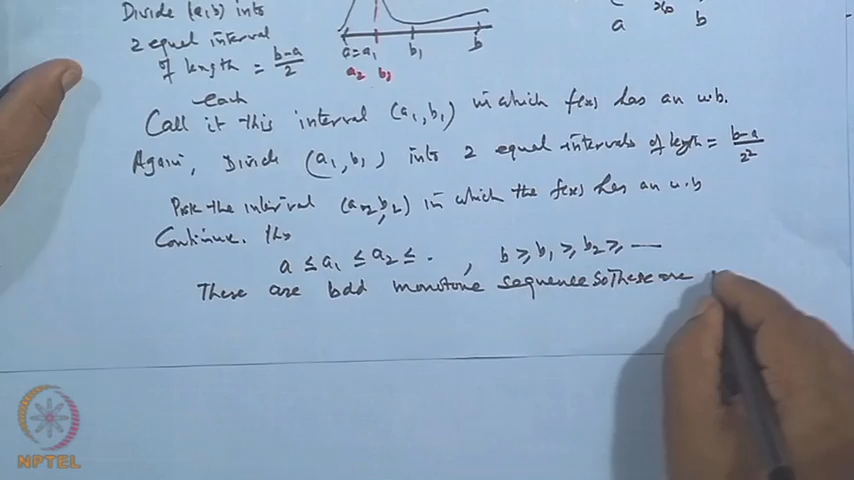 Divide (a,b) into
2 equal interval
of length = b-a/2
each
a=a₁ b₁ b
a₂ b₂
a x₀ b
Call it this interval (a₁, b₁) in which f(x) has an u.b.
Again, Divide (a₁, b₁) into 2 equal intervals of length = b-a/2²
Pick the interval (a₂, b₂) in which the f(x) has an u.b
Continue. this
a ≤ a₁ ≤ a₂ ≤ . , b ≥ b₁ ≥ b₂ ≥ —
These are bdd monotone sequence So These are
NPTEL